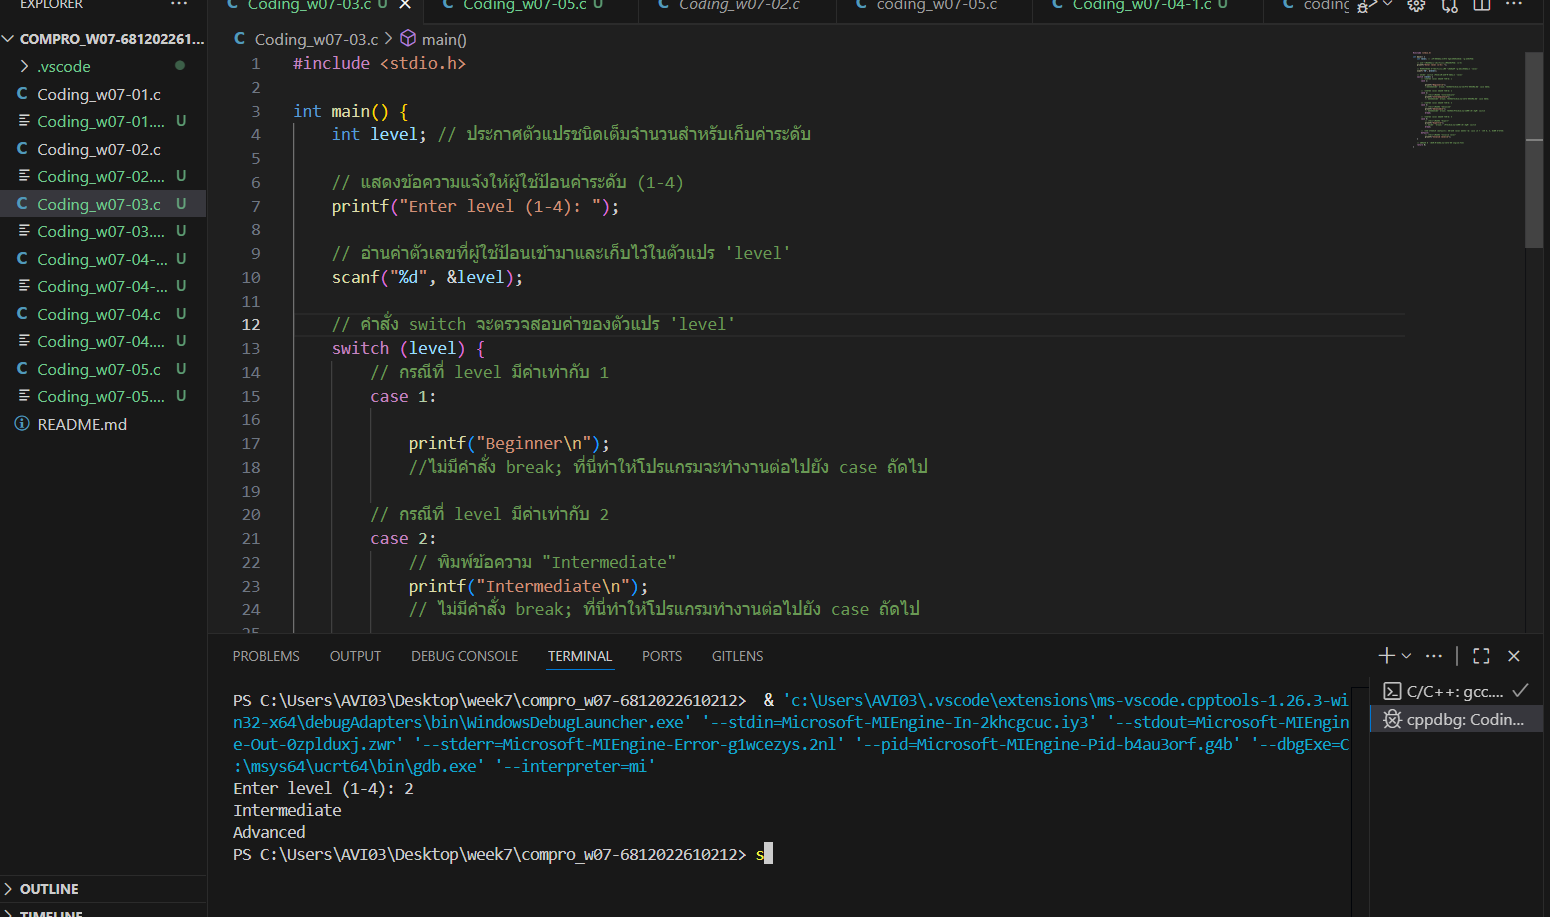 EXPLORER ···
COMPRO_W07-681202261...
.vscode
Coding_w07-01.c
Coding_w07-01.... U
Coding_w07-02.c
Coding_w07-02.... U
Coding_w07-03.c U
Coding_w07-03.... U
Coding_w07-04-... U
Coding_w07-04-... U
Coding_w07-04.c U
Coding_w07-04.... U
Coding_w07-05.c U
Coding_w07-05.... U
README.md
OUTLINE
TIMELINE
Coding_w07-03.c U Coding_w07-05.c U Coding_w07-02.c coding_w07-05.c Coding_w07-04-1.c U coding
C Coding_w07-03.c > main()
1 #include <stdio.h>
2
3 int main() {
4 int level; // ประกาศตัวแปรชนิดเต็มจำนวนสำหรับเก็บค่าระดับ
5
6 // แสดงข้อความแจ้งให้ผู้ใช้ป้อนค่าระดับ (1-4)
7 printf("Enter level (1-4): ");
8
9 // อ่านค่าตัวเลขที่ผู้ใช้ป้อนเข้ามาและเก็บไว้ในตัวแปร 'level'
10 scanf("%d", &level);
11
12 // คำสั่ง switch จะตรวจสอบค่าของตัวแปร 'level'
13 switch (level) {
14 // กรณีที่ level มีค่าเท่ากับ 1
15 case 1:
16
17 printf("Beginner\n");
18 //ไม่มีคำสั่ง break; ที่นี่ทำให้โปรแกรมจะทำงานต่อไปยัง case ถัดไป
19
20 // กรณีที่ level มีค่าเท่ากับ 2
21 case 2:
22 // พิมพ์ข้อความ "Intermediate"
23 printf("Intermediate\n");
24 // ไม่มีคำสั่ง break; ที่นี่ทำให้โปรแกรมทำงานต่อไปยัง case ถัดไป
25
PROBLEMS OUTPUT DEBUG CONSOLE TERMINAL PORTS GITLENS
PS C:\Users\AVI03\Desktop\week7\compro_w07-6812022610212> & 'c:\Users\AVI03\.vscode\extensions\ms-vscode.cpptools-1.26.3-wi
n32-x64\debugAdapters\bin\WindowsDebugLauncher.exe' '--stdin=Microsoft-MIEngine-In-2khcgcuc.iy3' '--stdout=Microsoft-MIEngin
e-Out-0zplduxj.zwr' '--stderr=Microsoft-MIEngine-Error-g1wcezys.2nl' '--pid=Microsoft-MIEngine-Pid-b4au3orf.g4b' '--dbgExe=C
:\msys64\ucrt64\bin\gdb.exe' '--interpreter=mi'
Enter level (1-4): 2
Intermediate
Advanced
PS C:\Users\AVI03\Desktop\week7\compro_w07-6812022610212> s
C/C++: gcc....
cppdbg: Codin...